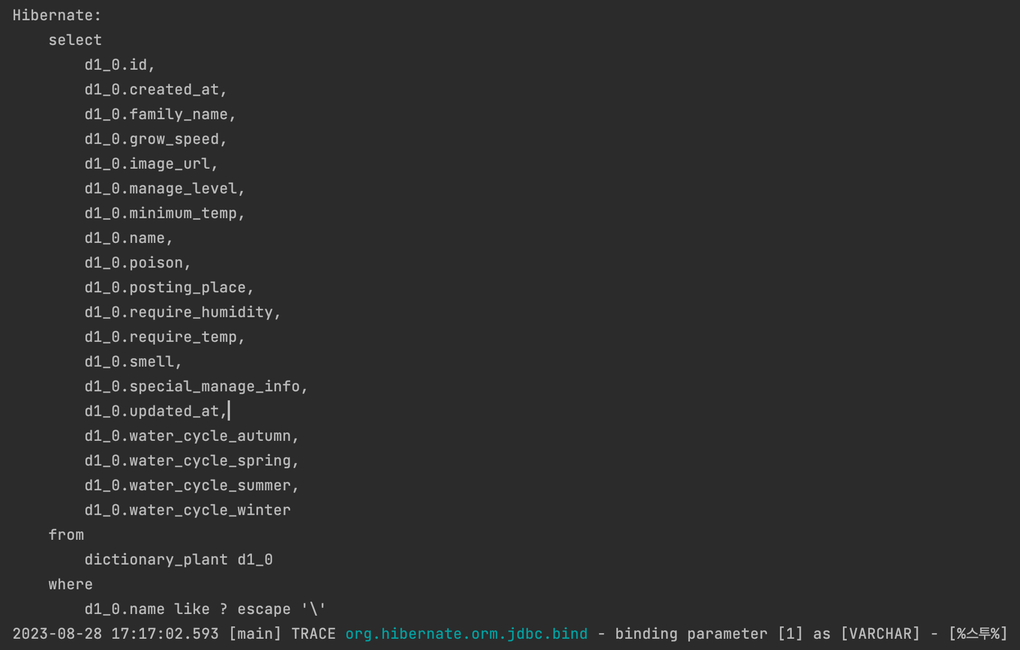 Hibernate:
    select
        d1_0.id,
        d1_0.created_at,
        d1_0.family_name,
        d1_0.grow_speed,
        d1_0.image_url,
        d1_0.manage_level,
        d1_0.minimum_temp,
        d1_0.name,
        d1_0.poison,
        d1_0.posting_place,
        d1_0.require_humidity,
        d1_0.require_temp,
        d1_0.smell,
        d1_0.special_manage_info,
        d1_0.updated_at,
        d1_0.water_cycle_autumn,
        d1_0.water_cycle_spring,
        d1_0.water_cycle_summer,
        d1_0.water_cycle_winter
    from
        dictionary_plant d1_0
    where
        d1_0.name like ? escape '\'
2023-08-28 17:17:02.593 [main] TRACE org.hibernate.orm.jdbc.bind - binding parameter [1] as [VARCHAR] - [%스투%]